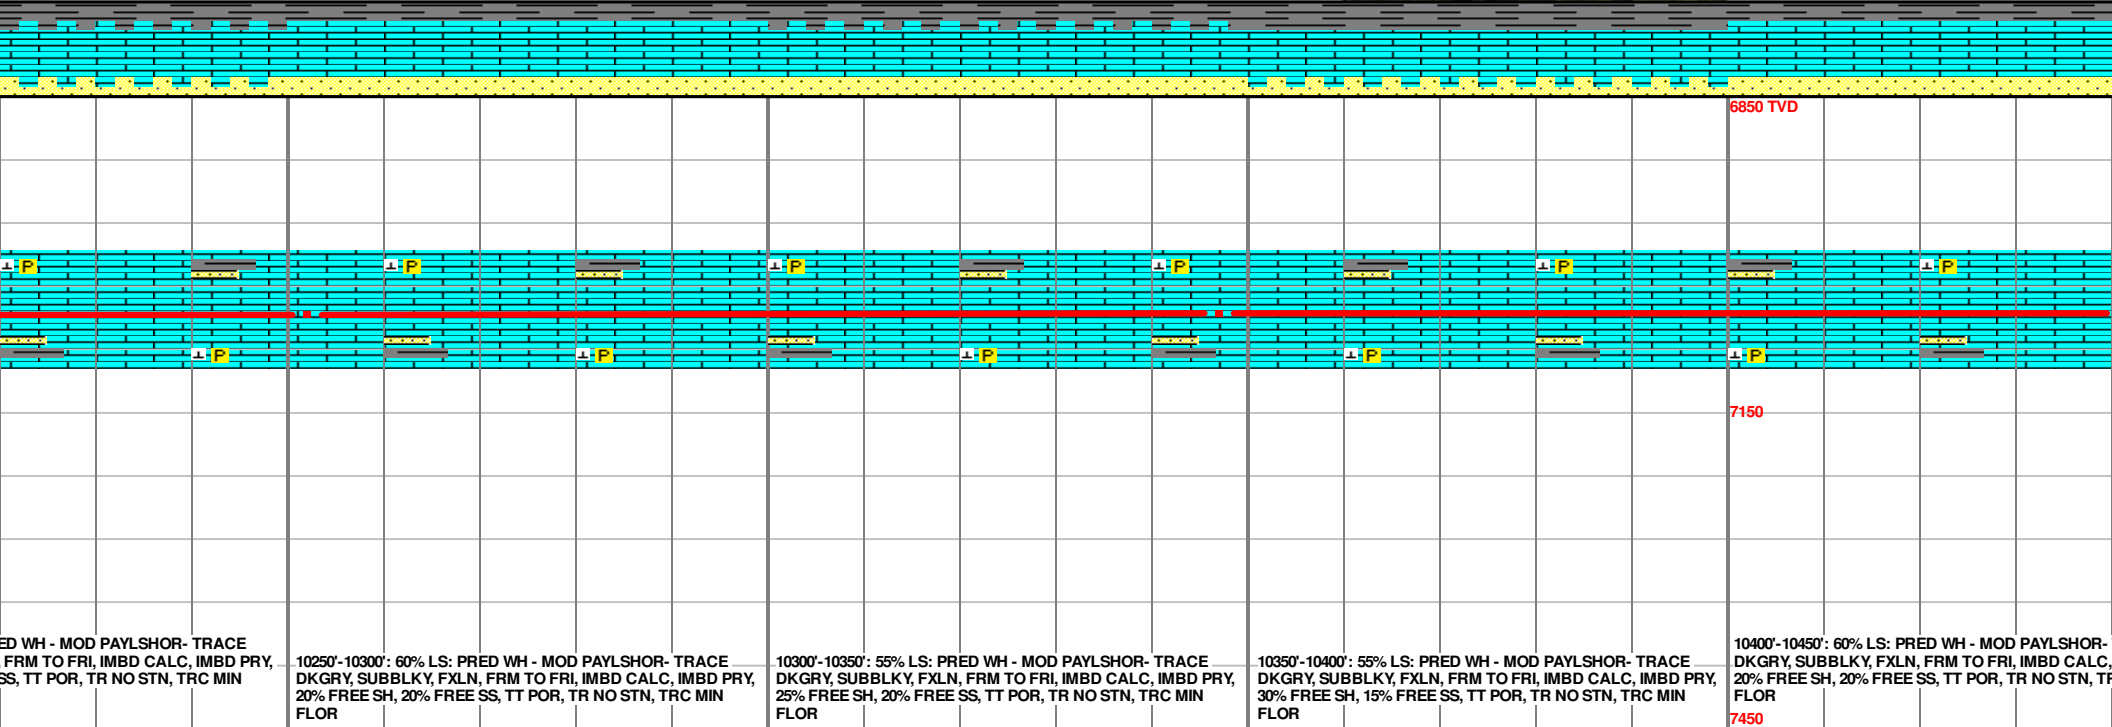 6850 TVD
P P P P P P
P P P P P
7150
ED WH - MOD PAYLSHOR- TRACE
FRM TO FRI, IMBD CALC, IMBD PRY,
SS, TT POR, TR NO STN, TRC MIN
10250'-10300': 60% LS: PRED WH - MOD PAYLSHOR- TRACE
DKGRY, SUBBLKY, FXLN, FRM TO FRI, IMBD CALC, IMBD PRY,
20% FREE SH, 20% FREE SS, TT POR, TR NO STN, TRC MIN
FLOR
10300'-10350': 55% LS: PRED WH - MOD PAYLSHOR- TRACE
DKGRY, SUBBLKY, FXLN, FRM TO FRI, IMBD CALC, IMBD PRY,
25% FREE SH, 20% FREE SS, TT POR, TR NO STN, TRC MIN
FLOR
10350'-10400': 55% LS: PRED WH - MOD PAYLSHOR- TRACE
DKGRY, SUBBLKY, FXLN, FRM TO FRI, IMBD CALC, IMBD PRY,
30% FREE SH, 15% FREE SS, TT POR, TR NO STN, TRC MIN
FLOR
10400'-10450': 60% LS: PRED WH - MOD PAYLSHOR-
DKGRY, SUBBLKY, FXLN, FRM TO FRI, IMBD CALC,
20% FREE SH, 20% FREE SS, TT POR, TR NO STN, TR
FLOR
7450